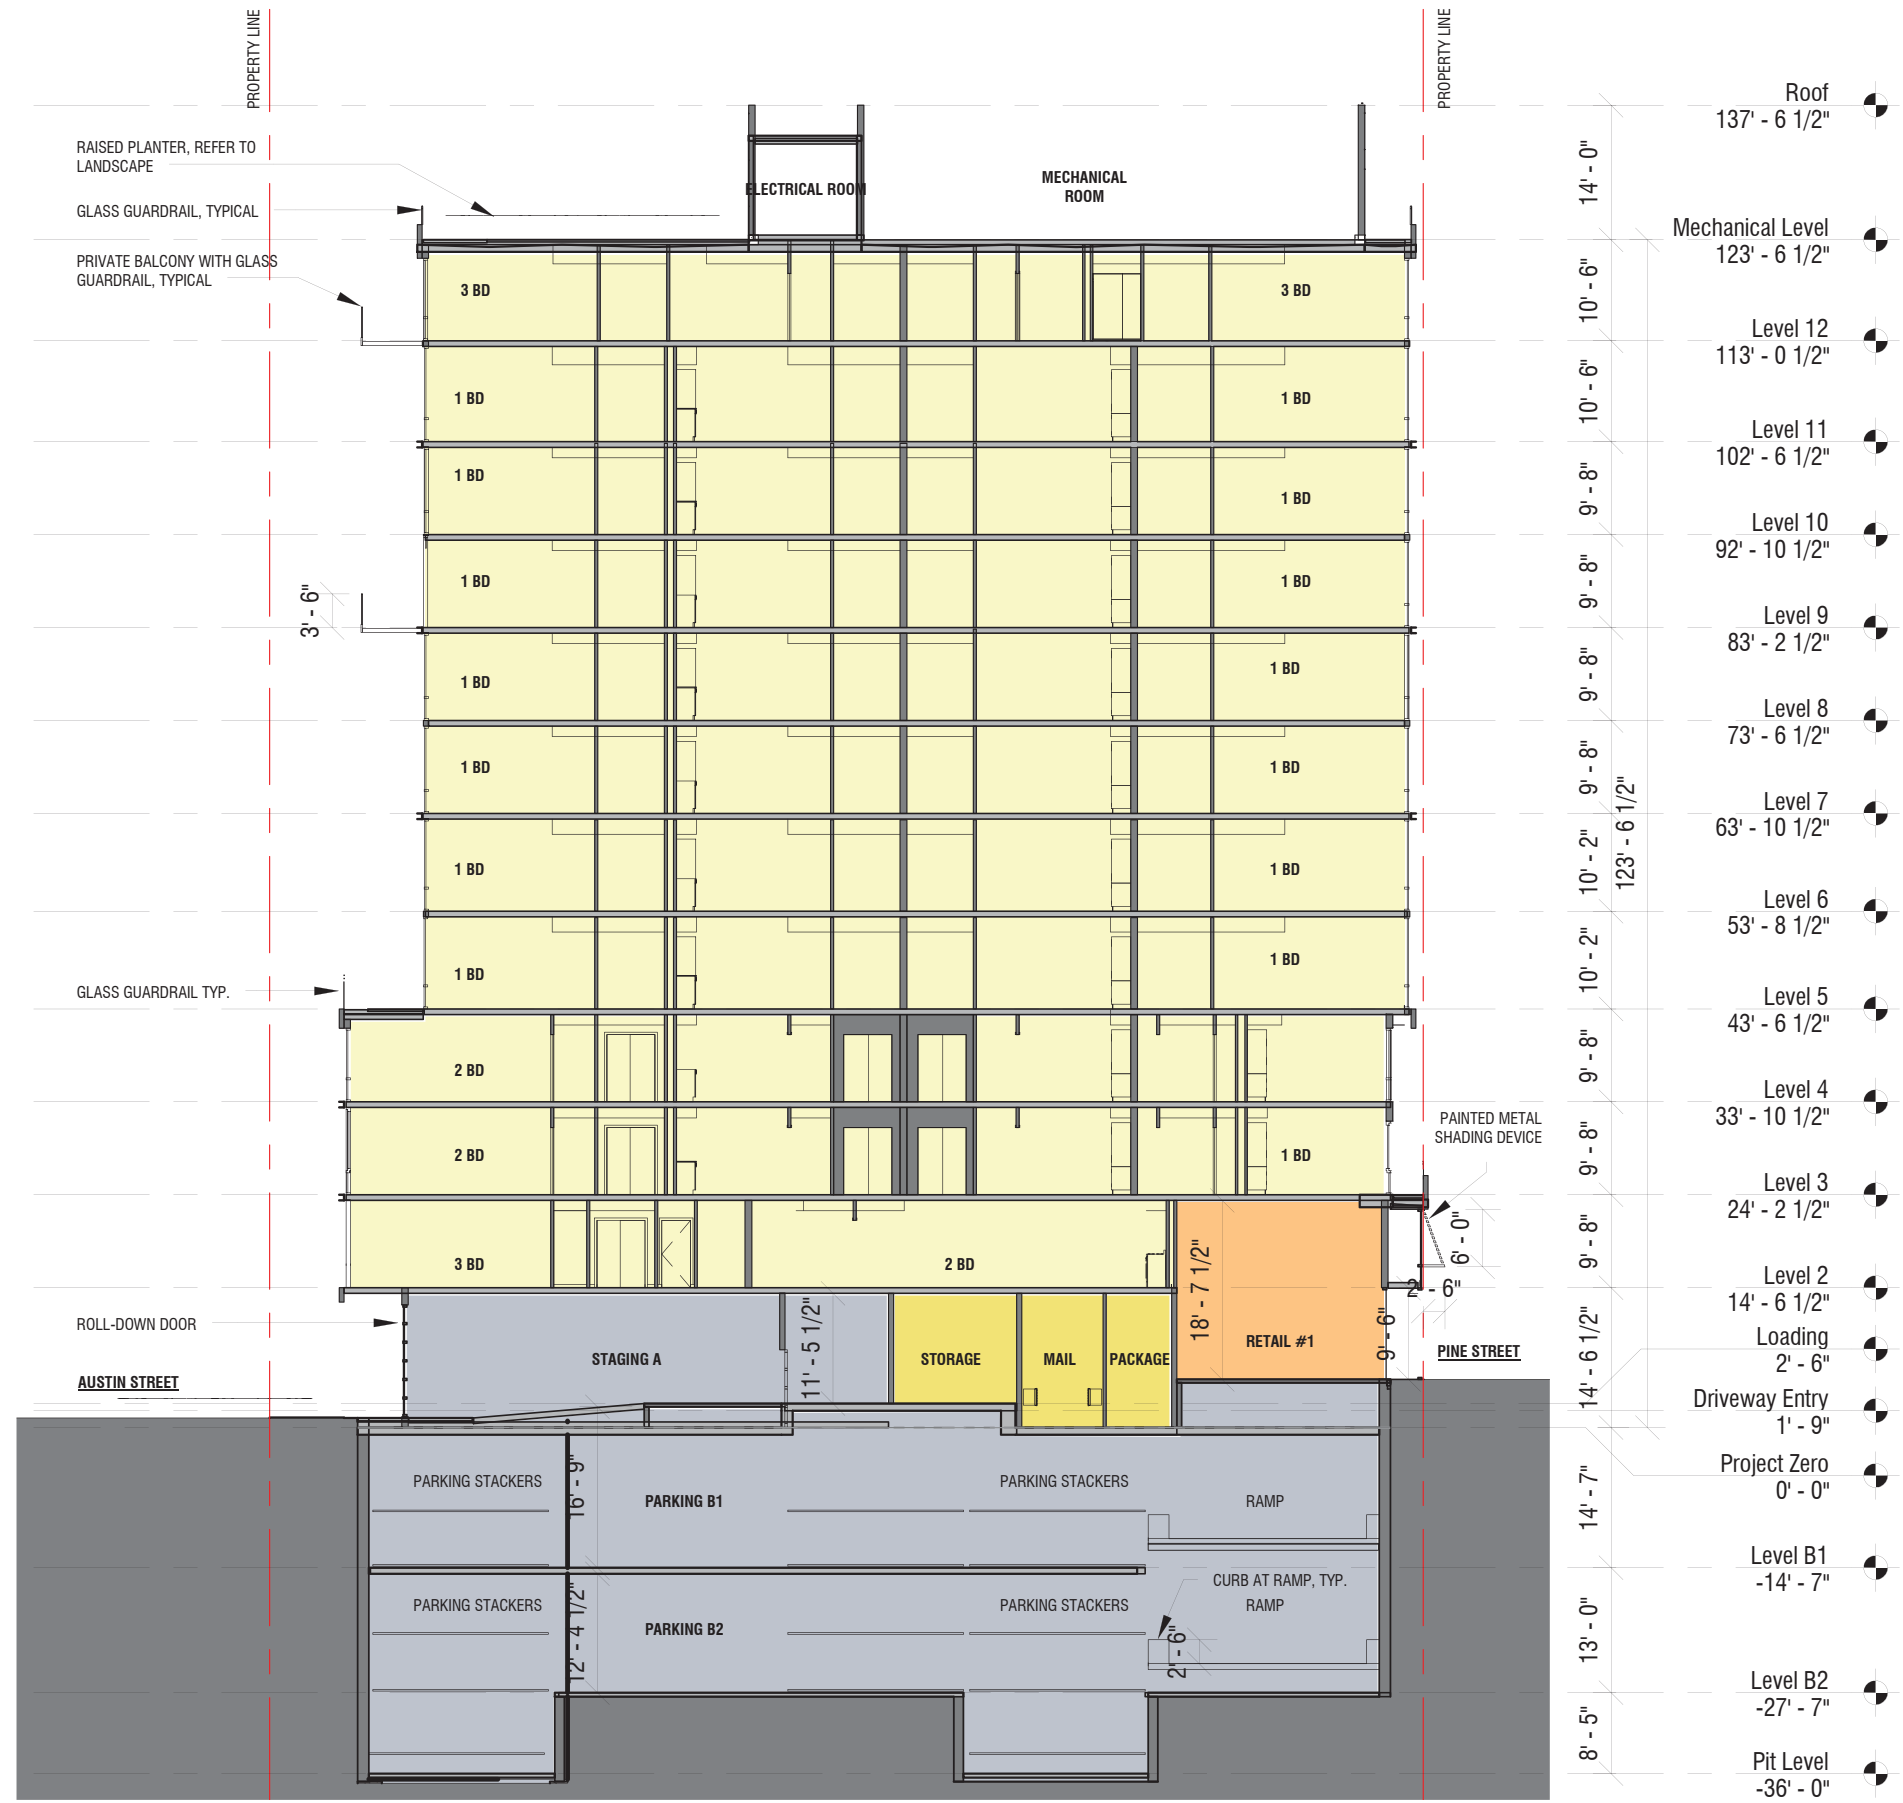 PROPERTY LINE
PROPERTY LINE
Roof
137' - 6 1/2"
RAISED PLANTER, REFER TO
LANDSCAPE
14' - 0"
ELECTRICAL ROOM
MECHANICAL
ROOM
GLASS GUARDRAIL, TYPICAL
Mechanical Level
123' - 6 1/2"
PRIVATE BALCONY WITH GLASS
GUARDRAIL, TYPICAL
3 BD
3 BD
10' - 6"
Level 12
113' - 0 1/2"
1 BD
1 BD
10' - 6"
Level 11
102' - 6 1/2"
1 BD
1 BD
9' - 8"
Level 10
92' - 10 1/2"
3' - 6"
1 BD
1 BD
9' - 8"
Level 9
83' - 2 1/2"
1 BD
1 BD
9' - 8"
Level 8
73' - 6 1/2"
1 BD
1 BD
9' - 8"
123' - 6 1/2"
Level 7
63' - 10 1/2"
1 BD
1 BD
10' - 2"
Level 6
53' - 8 1/2"
1 BD
1 BD
10' - 2"
GLASS GUARDRAIL TYP.
Level 5
43' - 6 1/2"
2 BD
9' - 8"
Level 4
33' - 10 1/2"
PAINTED METAL
SHADING DEVICE
2 BD
1 BD
9' - 8"
Level 3
24' - 2 1/2"
6' - 0"
3 BD
2 BD
18' - 7 1/2"
9' - 8"
2' - 6"
Level 2
14' - 6 1/2"
ROLL-DOWN DOOR
STAGING A
11' - 5 1/2"
STORAGE
MAIL
PACKAGE
RETAIL #1
9' - 6"
PINE STREET
14' - 6 1/2"
Loading
2' - 6"
AUSTIN STREET
Driveway Entry
1' - 9"
Project Zero
0' - 0"
PARKING STACKERS
16' - 9"
PARKING B1
PARKING STACKERS
RAMP
14' - 7"
Level B1
-14' - 7"
CURB AT RAMP, TYP.
PARKING STACKERS
12' - 4 1/2"
PARKING B2
PARKING STACKERS
RAMP
2' - 6"
13' - 0"
Level B2
-27' - 7"
8' - 5"
Pit Level
-36' - 0"